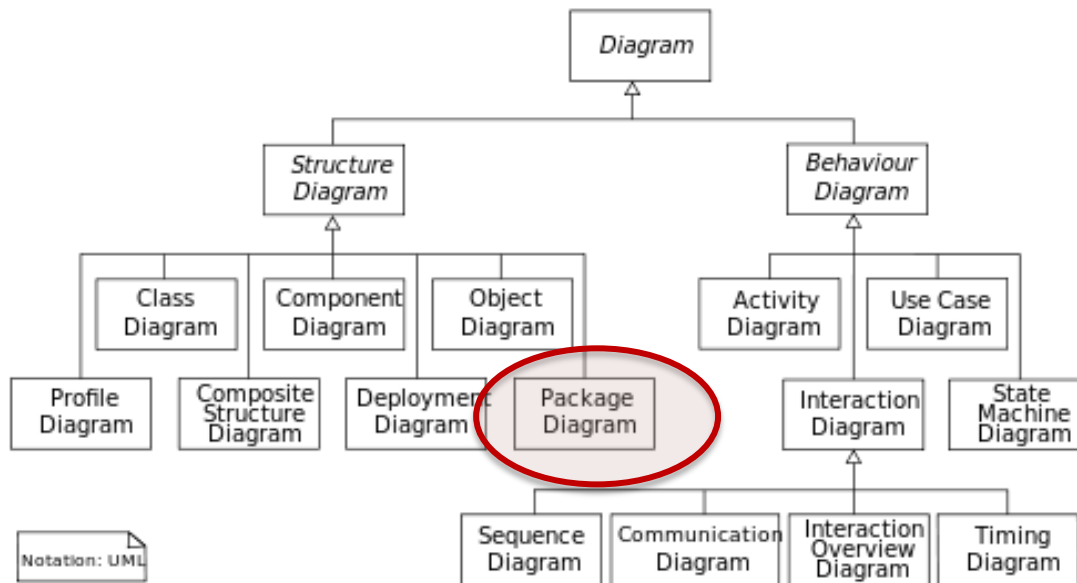 Diagram
Structure
Diagram
Behaviour
Diagram
Class
Diagram
Component
Diagram
Object
Diagram
Activity
Diagram
Use Case
Diagram
Profile
Diagram
Composite
Structure
Diagram
Deployment
Diagram
Package
Diagram
Interaction
Diagram
State
Machine
Diagram
Sequence
Diagram
Communication
Diagram
Interaction
Overview
Diagram
Timing
Diagram
Notation: UML